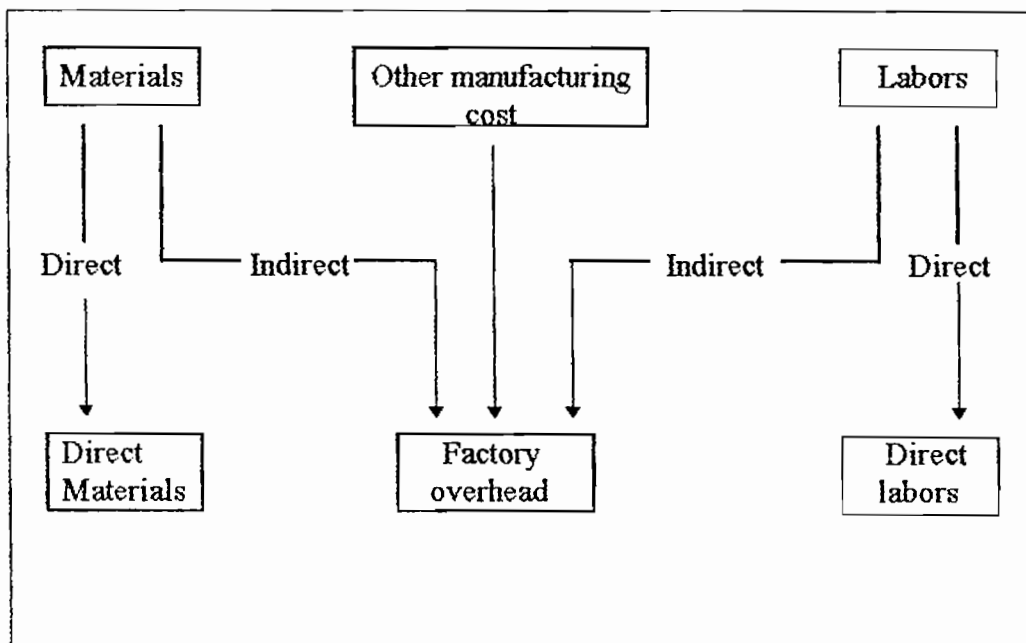 Materials
Other manufacturing
cost
Labors
Direct
Indirect
Indirect
Direct
Direct
Materials
Factory
overhead
Direct
labors